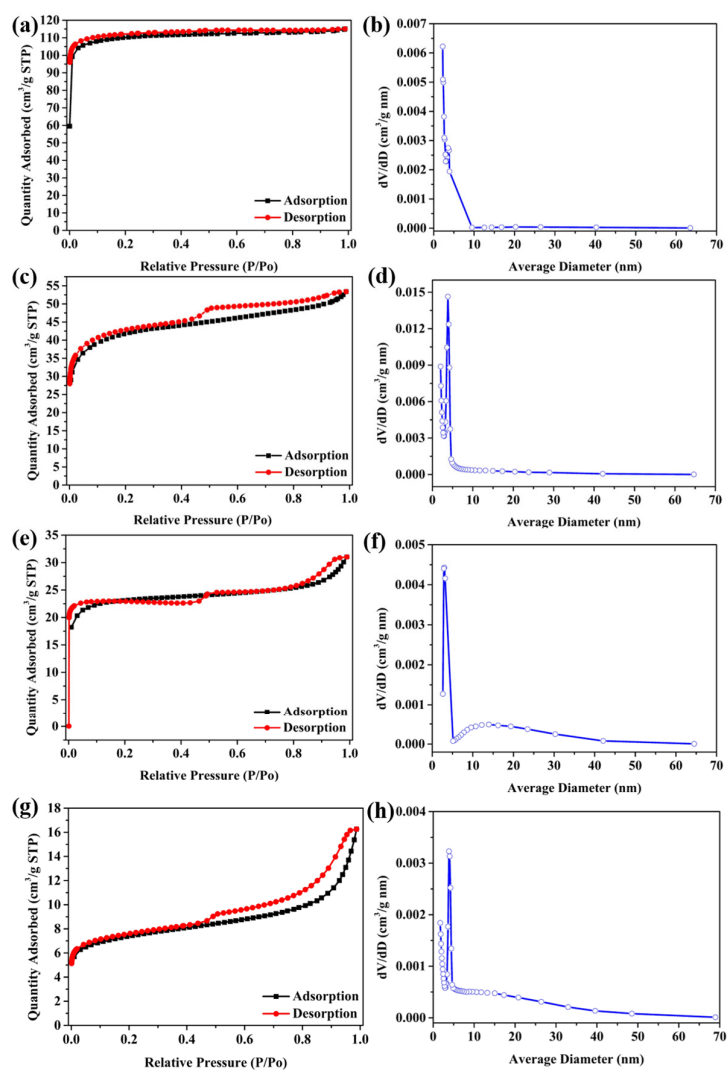 (a)
120
110
100
90
80
70
60
50
40
30
20
10
0
Quantity Adsorbed (cm³/g STP)
Adsorption
Desorption
0.0 0.2 0.4 0.6 0.8 1.0
Relative Pressure (P/Po)
(b)
0.007
0.006
0.005
0.004
0.003
0.002
0.001
0.000
dV/dD (cm³/g nm)
0 10 20 30 40 50 60 70
Average Diameter (nm)
(c)
55
50
45
40
35
30
25
20
15
10
5
0
Quantity Adsorbed (cm³/g STP)
Adsorption
Desorption
0.0 0.2 0.4 0.6 0.8 1.0
Relative Pressure (P/Po)
(d)
0.015
0.012
0.009
0.006
0.003
0.000
dV/dD (cm³/g nm)
0 10 20 30 40 50 60 70
Average Diameter (nm)
(e)
35
30
25
20
15
10
5
0
Quantity Adsorbed (cm³/g STP)
Adsorption
Desorption
0.0 0.2 0.4 0.6 0.8 1.0
Relative Pressure (P/Po)
(f)
0.005
0.004
0.003
0.002
0.001
0.000
dV/dD (cm³/g nm)
0 10 20 30 40 50 60 70
Average Diameter (nm)
(g)
18
16
14
12
10
8
6
4
2
0
Quantity Adsorbed (cm³/g STP)
Adsorption
Desorption
0.0 0.2 0.4 0.6 0.8 1.0
Relative Pressure (P/Po)
(h)
0.004
0.003
0.002
0.001
0.000
dV/dD (cm³/g nm)
0 10 20 30 40 50 60 70
Average Diameter (nm)